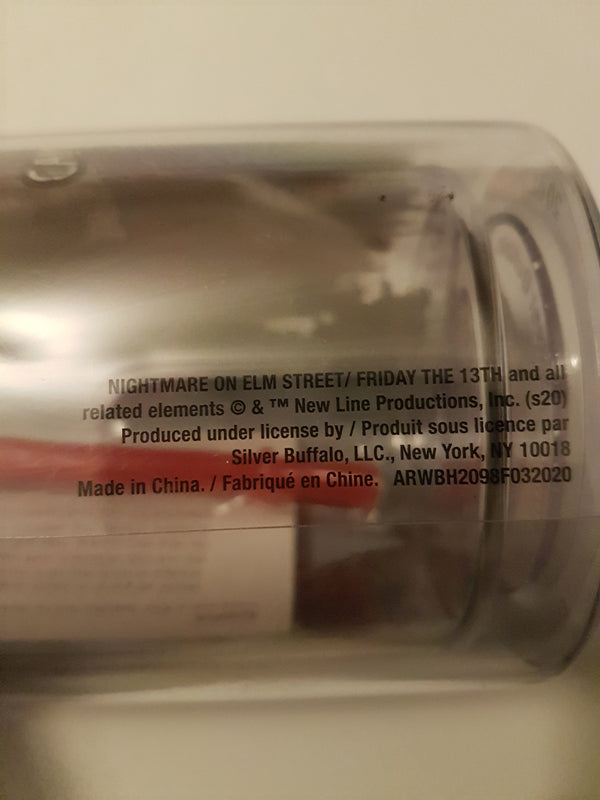 NIGHTMARE ON ELM STREET/ FRIDAY THE 13TH and all
related elements © & ™ New Line Productions, Inc. (s20)
Produced under license by / Produit sous licence par
Silver Buffalo, LLC., New York, NY 10018
Made in China. / Fabriqué en Chine. ARWBH2098F032020